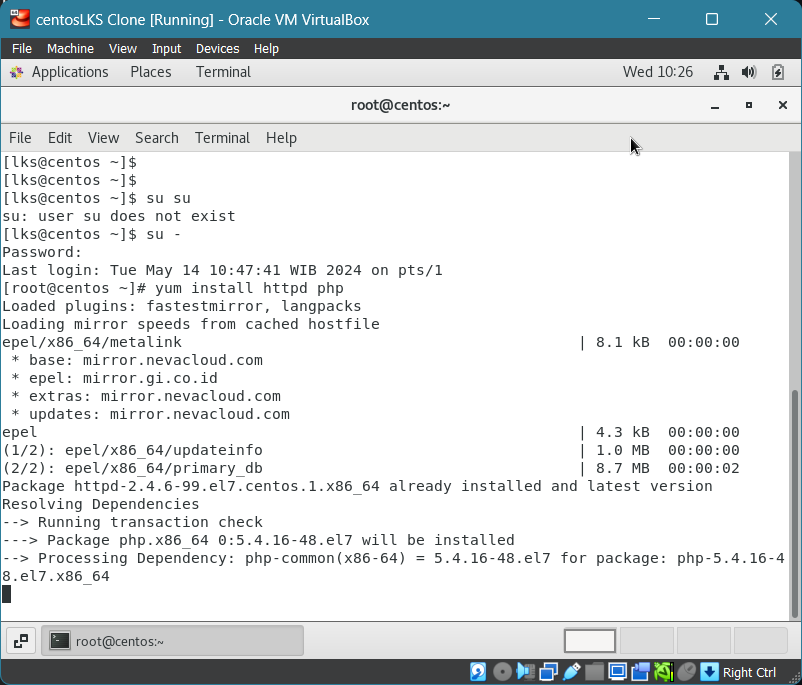 centosLKS Clone [Running] - Oracle VM VirtualBox
File Machine View Input Devices Help
Applications Places Terminal Wed 10:26
root@centos:~
File Edit View Search Terminal Help
[lks@centos ~]$
[lks@centos ~]$
[lks@centos ~]$ su su
su: user su does not exist
[lks@centos ~]$ su -
Password:
Last login: Tue May 14 10:47:41 WIB 2024 on pts/1
[root@centos ~]# yum install httpd php
Loaded plugins: fastestmirror, langpacks
Loading mirror speeds from cached hostfile
epel/x86_64/metalink | 8.1 kB 00:00:00
* base: mirror.nevacloud.com
* epel: mirror.gi.co.id
* extras: mirror.nevacloud.com
* updates: mirror.nevacloud.com
epel | 4.3 kB 00:00:00
(1/2): epel/x86_64/updateinfo | 1.0 MB 00:00:00
(2/2): epel/x86_64/primary_db | 8.7 MB 00:00:02
Package httpd-2.4.6-99.el7.centos.1.x86_64 already installed and latest version
Resolving Dependencies
--> Running transaction check
---> Package php.x86_64 0:5.4.16-48.el7 will be installed
--> Processing Dependency: php-common(x86-64) = 5.4.16-48.el7 for package: php-5.4.16-4
8.el7.x86_64
root@centos:~
Right Ctrl